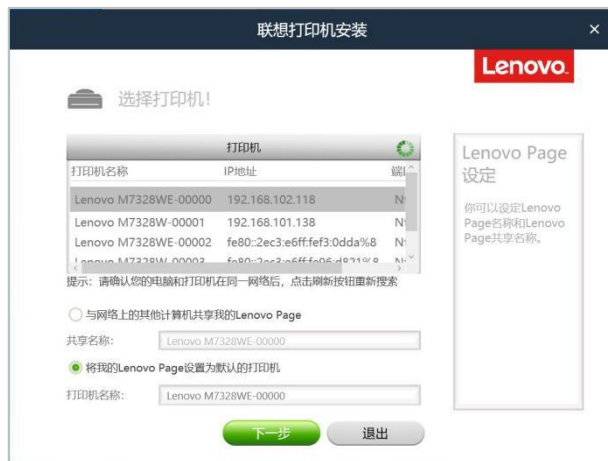 联想打印机安装
×
Lenovo.
选择打印机!
打印机
打印机名称 IP地址
Lenovo M7328WE-00000 192.168.102.118
Lenovo M7328W-00001 192.168.101.138
Lenovo M7328WE-00002 fe80::2ec3:e6ff:fef3:0dda%8
Lenovo M7328W-00003 fe80::2ec3:e6ff:fe96:d821%8
提示：请确认您的电脑和打印机在同一网络后，点击刷新按钮重新搜索
与网络上的其他计算机共享我的Lenovo Page
共享名称： Lenovo M7328WE-00000
将我的Lenovo Page设置为默认的打印机
打印机名称： Lenovo M7328WE-00000
下一步 退出
Lenovo Page
设定
你可以设定Lenovo
Page名称和Lenovo
Page共享名称。